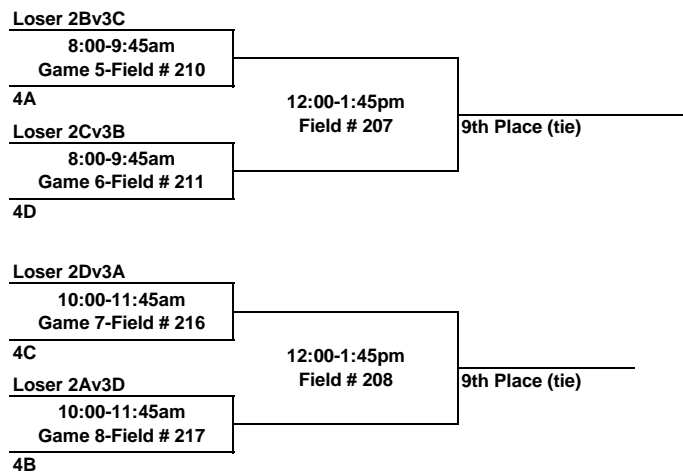 Loser 2Bv3C
8:00-9:45am
Game 5-Field # 210
4A
12:00-1:45pm
Field # 207
9th Place (tie)
Loser 2Cv3B
8:00-9:45am
Game 6-Field # 211
4D
Loser 2Dv3A
10:00-11:45am
Game 7-Field # 216
4C
12:00-1:45pm
Field # 208
9th Place (tie)
Loser 2Av3D
10:00-11:45am
Game 8-Field # 217
4B